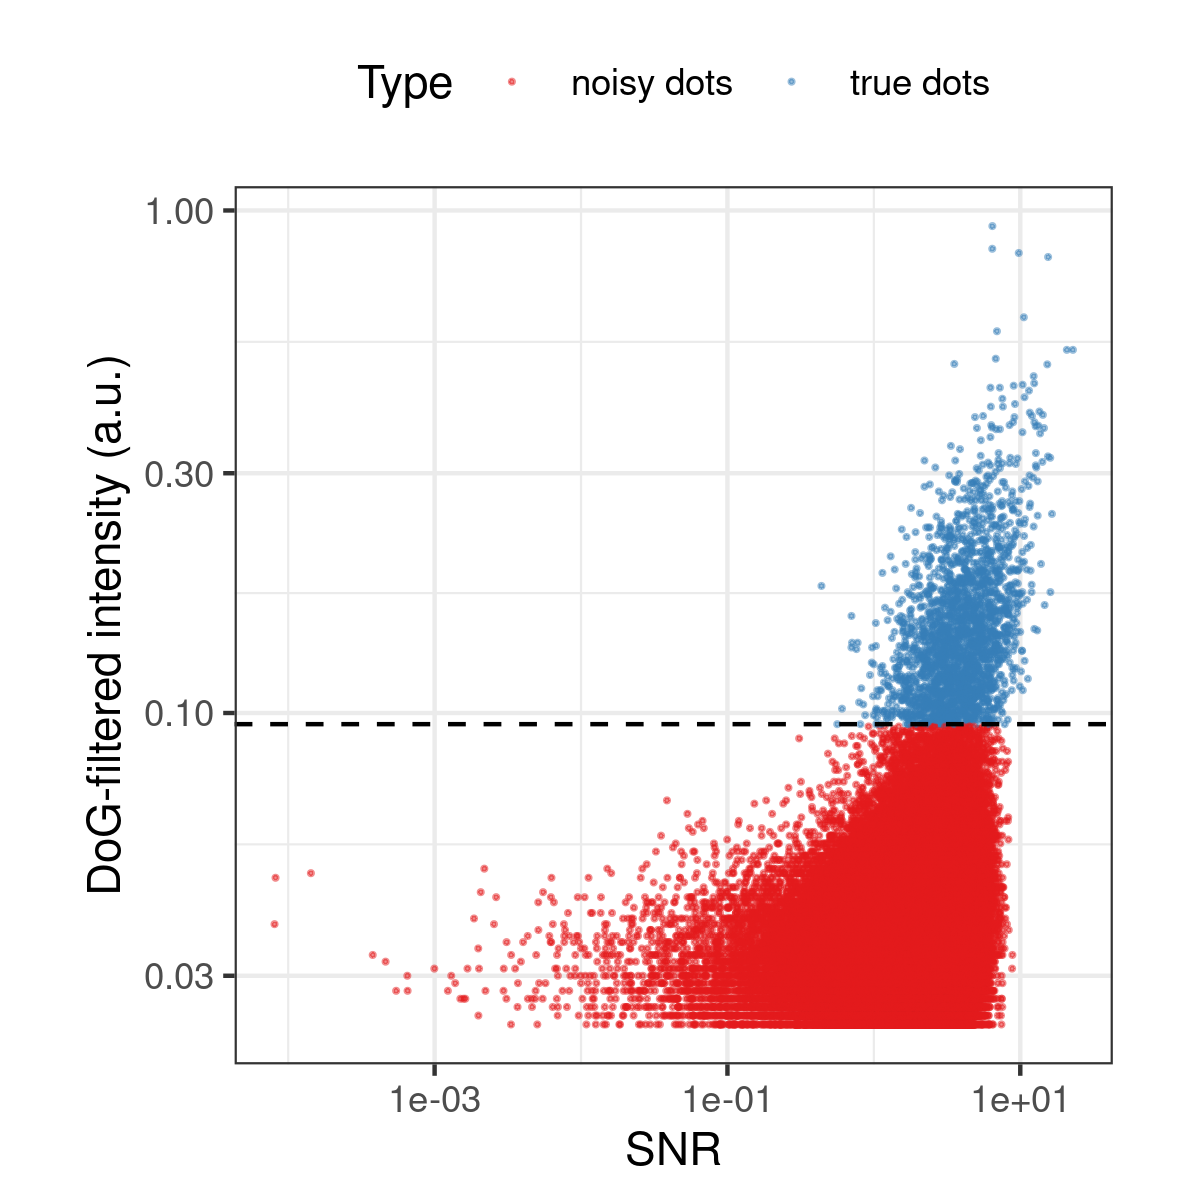 Type noisy dots true dots
1.00
0.30
0.10
0.03
DoG-filtered intensity (a.u.)
1e-03 1e-01 1e+01
SNR